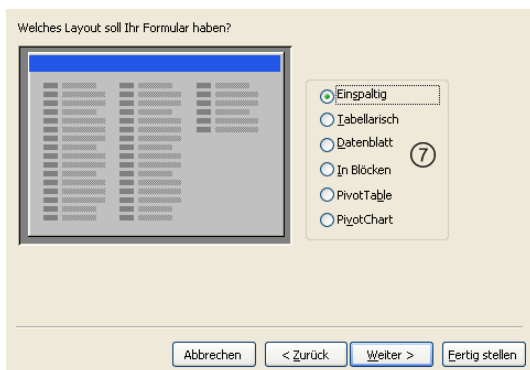 Welches Layout soll Ihr Formular haben?
Einspaltig
Tabellarisch
Datenblatt
In Blöcken
PivotTable
PivotChart
7
Abbrechen
< Zurück
Weiter >
Fertig stellen